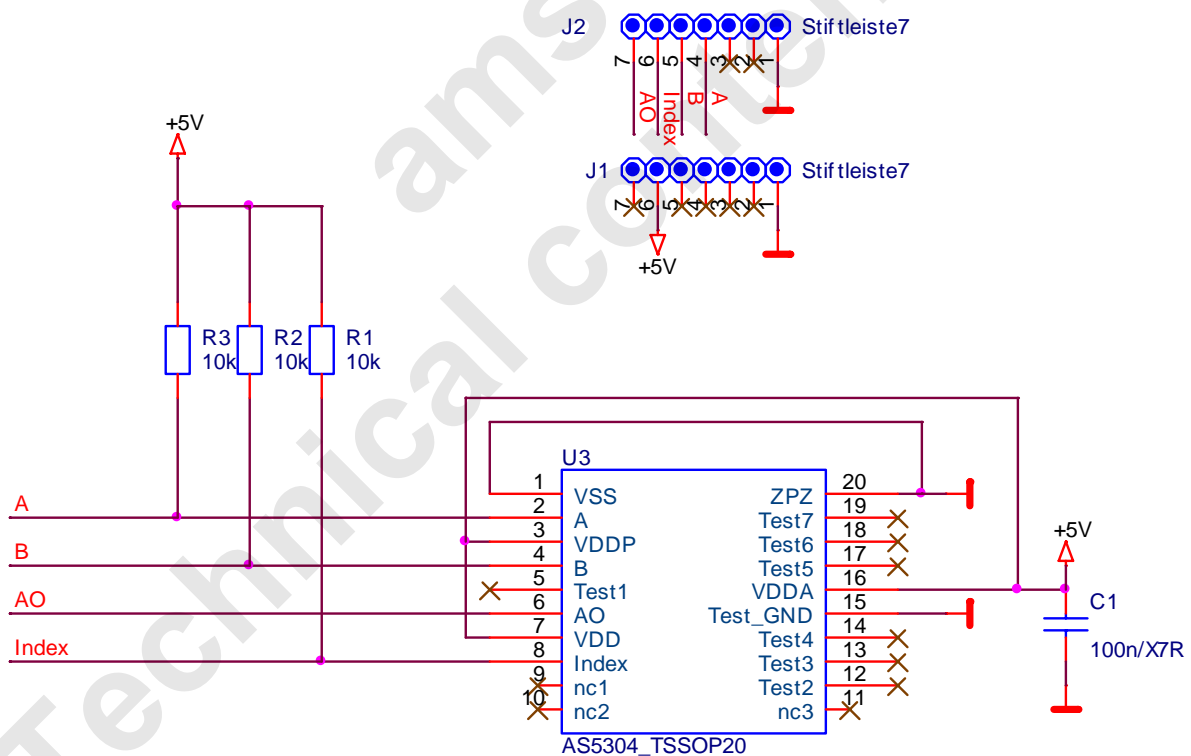 ams
Technical content
J2
Stiftleiste7
7 6 5 4 3 2 1
AO Index B A
J1
Stiftleiste7
7 6 5 4 3 2 1
+5V
+5V
R3 10k
R2 10k
R1 10k
U3
1 VSS ZPZ 20
A
2 A Test7 19
3 VDDP Test6 18
B
4 B Test5 17
5 Test1 VDDA 16
AO
6 AO Test_GND 15
7 VDD Test4 14
Index
8 Index Test3 13
9 nc1 Test2 12
10 nc2 nc3 11
AS5304_TSSOP20
+5V
C1
100n/X7R